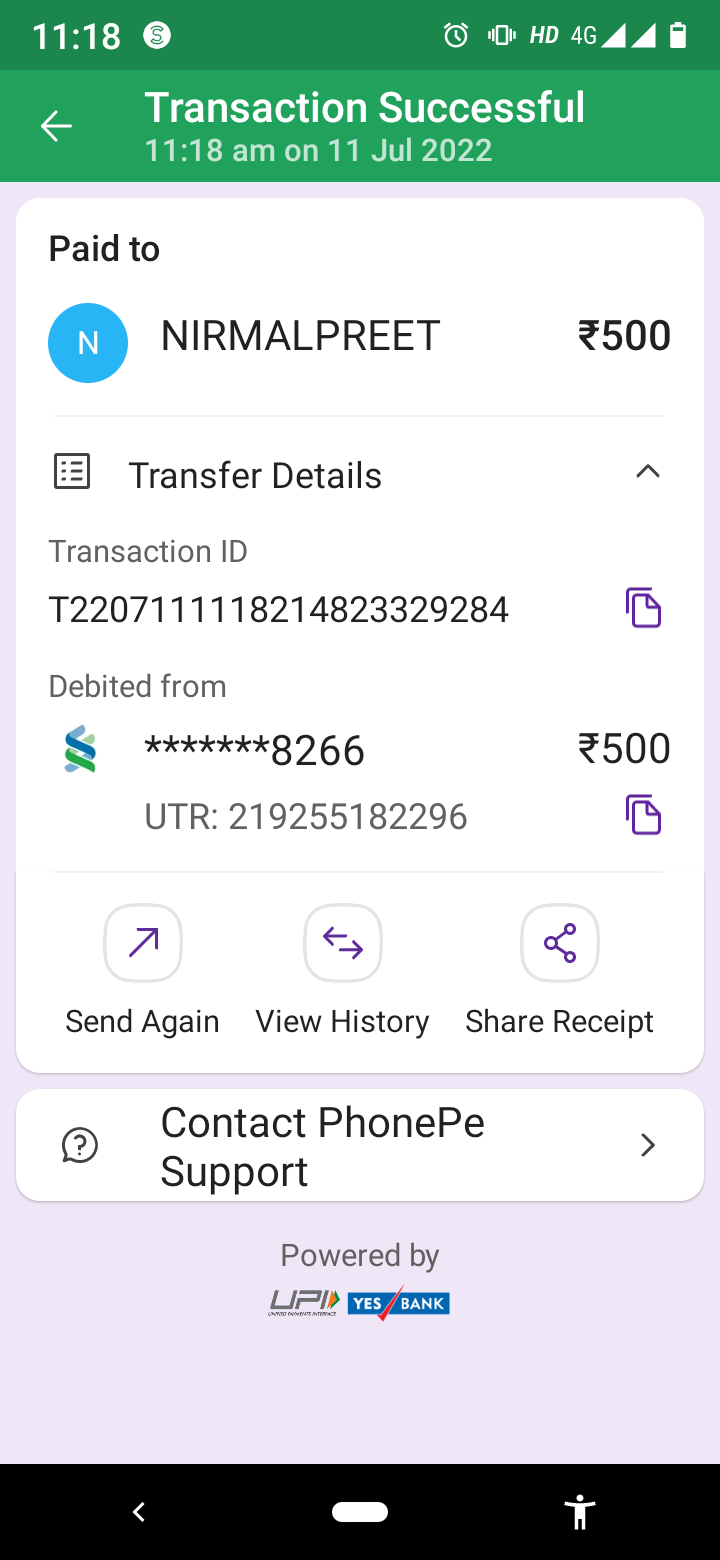 11:18
HD 4G
Transaction Successful
11:18 am on 11 Jul 2022
Paid to
N NIRMALPREET ₹500
Transfer Details
Transaction ID
T2207111118214823329284
Debited from
*******8266 ₹500
UTR: 219255182296
Send Again View History Share Receipt
Contact PhonePe
Support
Powered by
UPI YES BANK
UNIFIED PAYMENTS INTERFACE